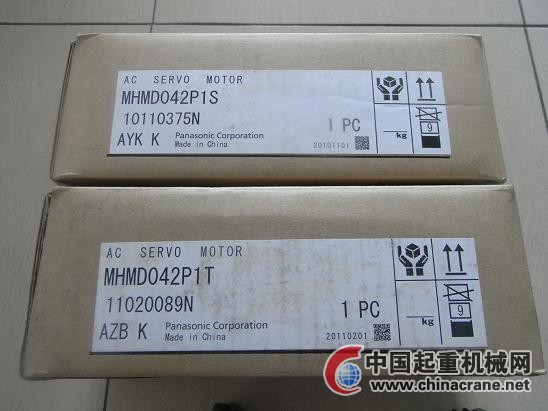 AC SERVO MOTOR
MHMD042P1S
10110375N
1 PC
AYK K Panasonic Corporation
Made in China
20101101
kg
9
AC SERVO MOTOR
MHMD042P1T
11020089N
1 PC
AZB K Panasonic Corporation
Made in China
20110201
kg
9
中国起重机械网
www.chinacrane.net